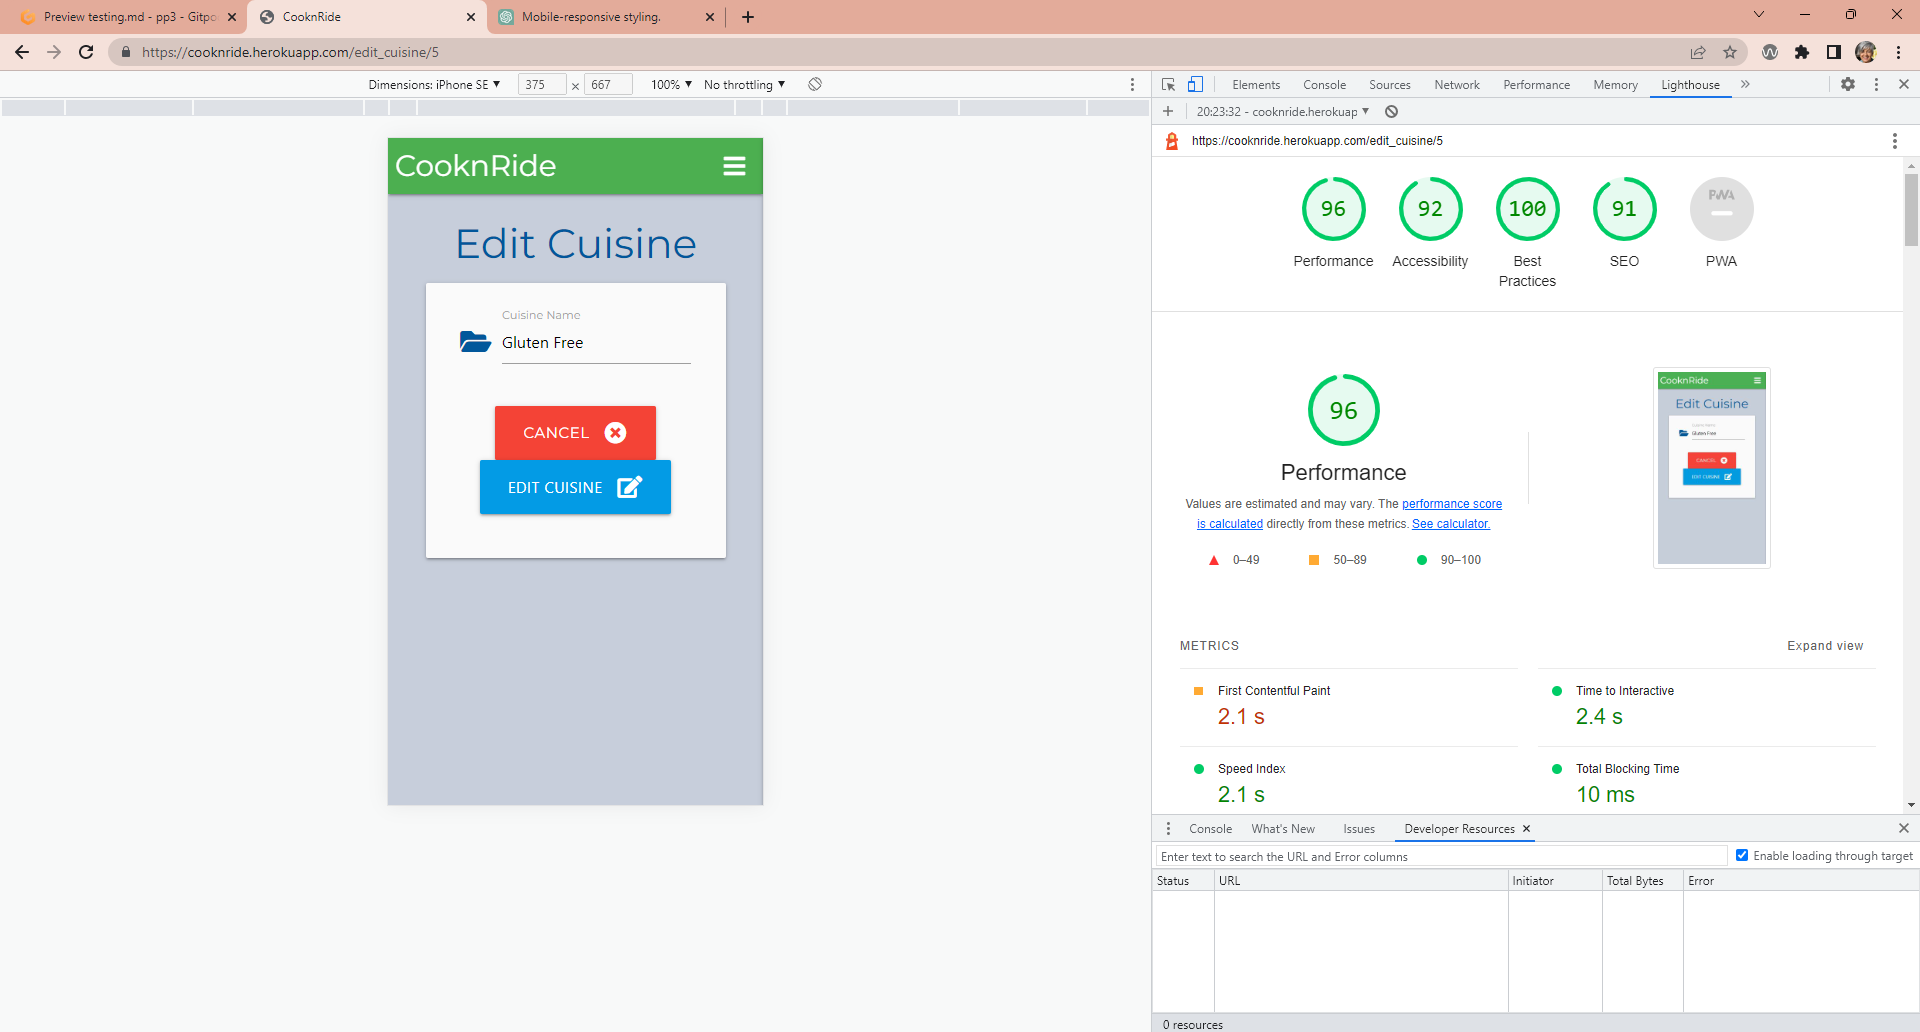 Preview testing.md - pp3 - Gitpo
CooknRide
Mobile-responsive styling.
https://cooknride.herokuapp.com/edit_cuisine/5
Dimensions: iPhone SE
375 × 667
100%
No throttling
Elements
Console
Sources
Network
Performance
Memory
Lighthouse
20:23:32 - cooknride.herokuap
https://cooknride.herokuapp.com/edit_cuisine/5
CooknRide
Edit Cuisine
Cuisine Name
Gluten Free
CANCEL
EDIT CUISINE
96
92
100
91
PWA
Performance
Accessibility
Best
Practices
SEO
PWA
96
Performance
Values are estimated and may vary. The performance score
is calculated directly from these metrics. See calculator.
0–49
50–89
90–100
CooknRide
Edit Cuisine
Cuisine Name
Gluten Free
CANCEL
EDIT CUISINE
METRICS
Expand view
First Contentful Paint
2.1 s
Time to Interactive
2.4 s
Speed Index
2.1 s
Total Blocking Time
10 ms
Console
What's New
Issues
Developer Resources
Enter text to search the URL and Error columns
Enable loading through target
Status
URL
Initiator
Total Bytes
Error
0 resources